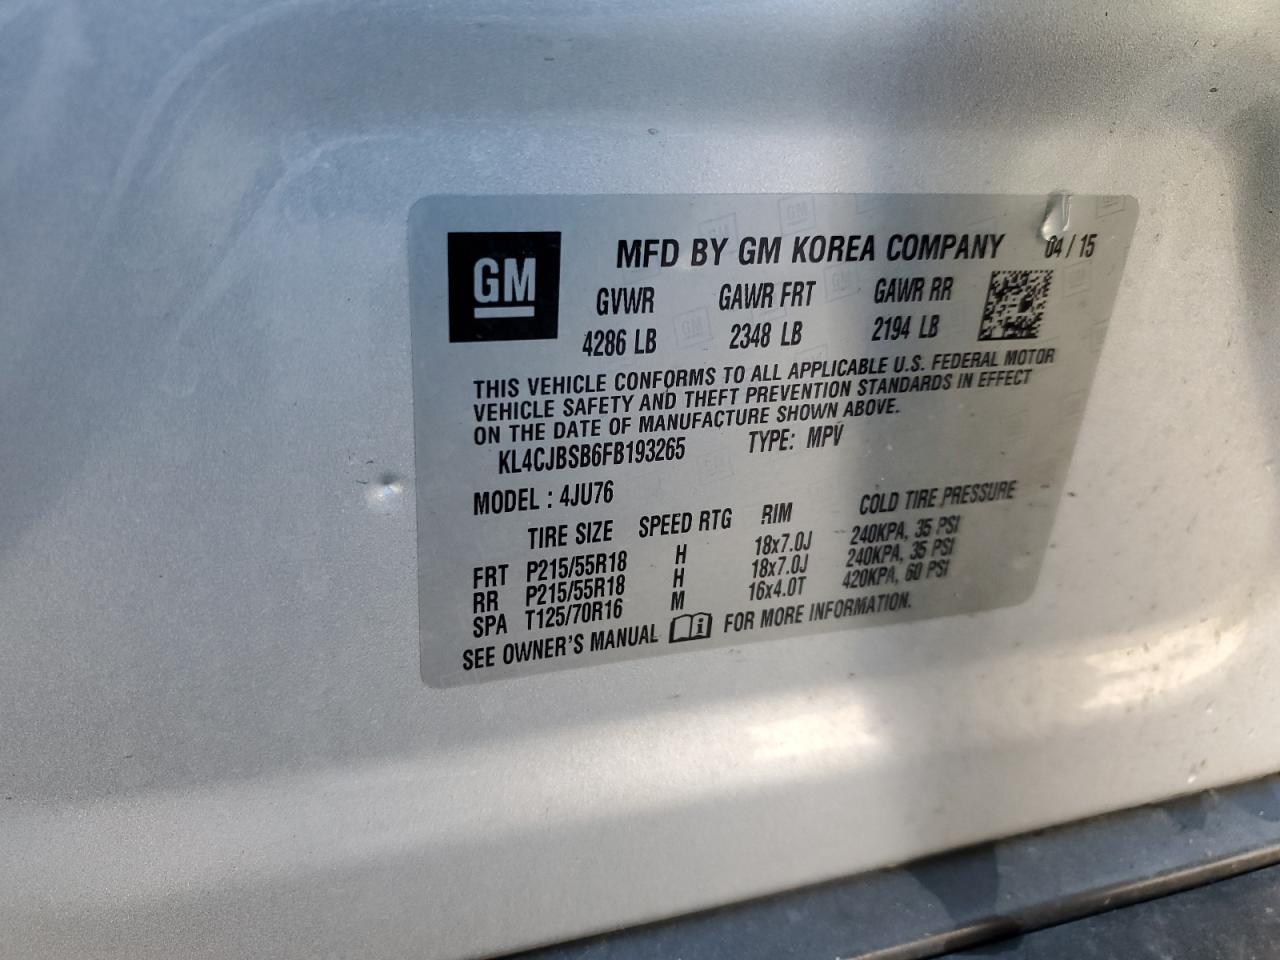 GM
MFD BY GM KOREA COMPANY 04 / 15
GVWR GAWR FRT GAWR RR
4286 LB 2348 LB 2194 LB
THIS VEHICLE CONFORMS TO ALL APPLICABLE U.S. FEDERAL MOTOR
VEHICLE SAFETY AND THEFT PREVENTION STANDARDS IN EFFECT
ON THE DATE OF MANUFACTURE SHOWN ABOVE.
KL4CJBSB6FB193265 TYPE: MPV
MODEL : 4JU76
TIRE SIZE SPEED RTG RIM COLD TIRE PRESSURE
FRT P215/55R18 H 18x7.0J 240KPA, 35 PSI
RR P215/55R18 H 18x7.0J 240KPA, 35 PSI
SPA T125/70R16 M 16x4.0T 420KPA, 60 PSI
SEE OWNER'S MANUAL i FOR MORE INFORMATION.